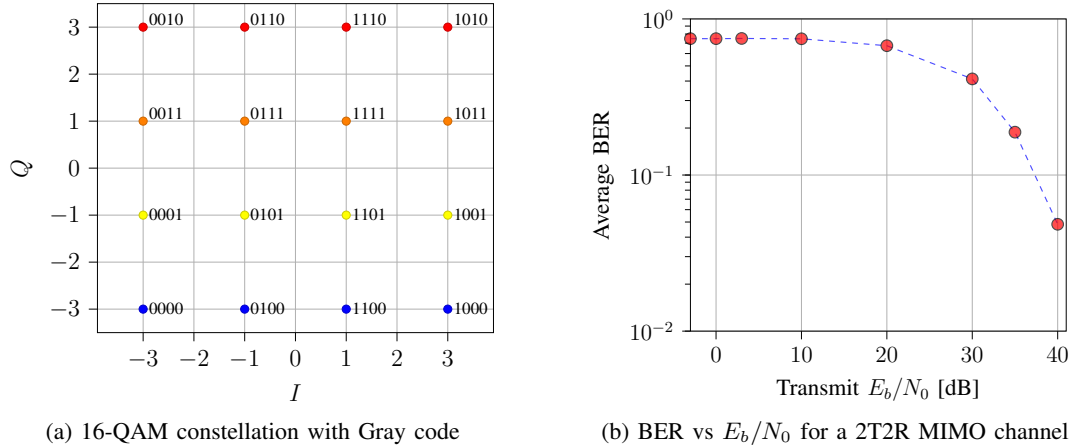 0010 0110 1110 1010
3
2
0011 0111 1111 1011
1
0
0001 0101 1101 1001
−1
−2
0000 0100 1100 1000
−3
Q
−3 −1 0 1 3
I
(a) 16-QAM constellation with Gray code
10^0
10^−1
10^−2
Average BER
0 10 20 30 40
Transmit E_b/N_0 [dB]
(b) BER vs E_b/N_0 for a 2T2R MIMO channel